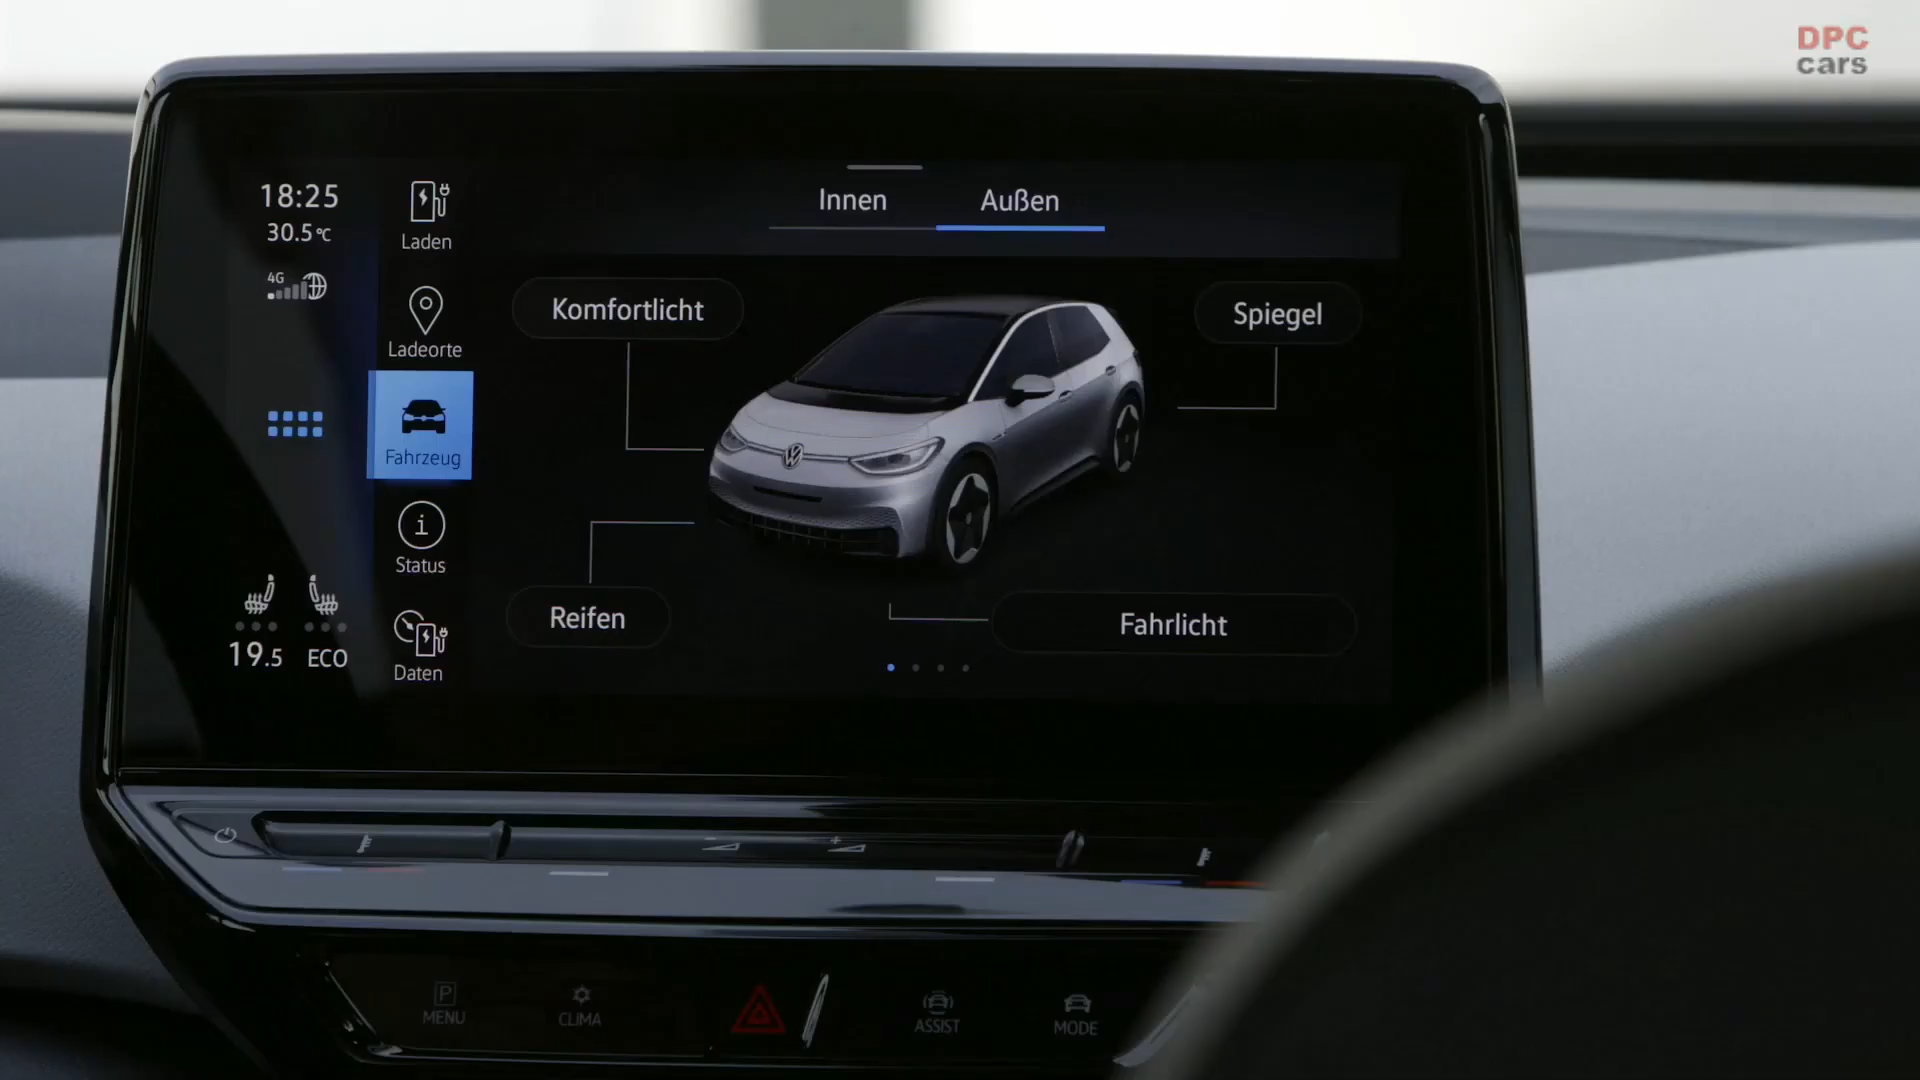 DPC
cars
18:25
30.5°C
4G
Laden
Ladeorte
Fahrzeug
Status
Daten
19.5 ECO
Innen Außen
Komfortlicht
Spiegel
Reifen
Fahrlicht
P
MENU
CLIMA
ASSIST
MODE